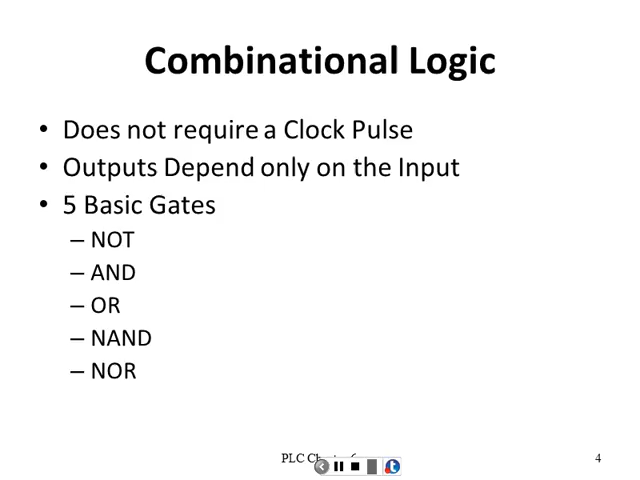 Combinational Logic
• Does not require a Clock Pulse
• Outputs Depend only on the Input
• 5 Basic Gates
– NOT
– AND
– OR
– NAND
– NOR
PLC 4